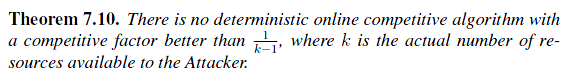 Theorem 7.10. There is no deterministic online competitive algorithm with
a competitive factor better than 1/(k−1), where k is the actual number of re-
sources available to the Attacker.